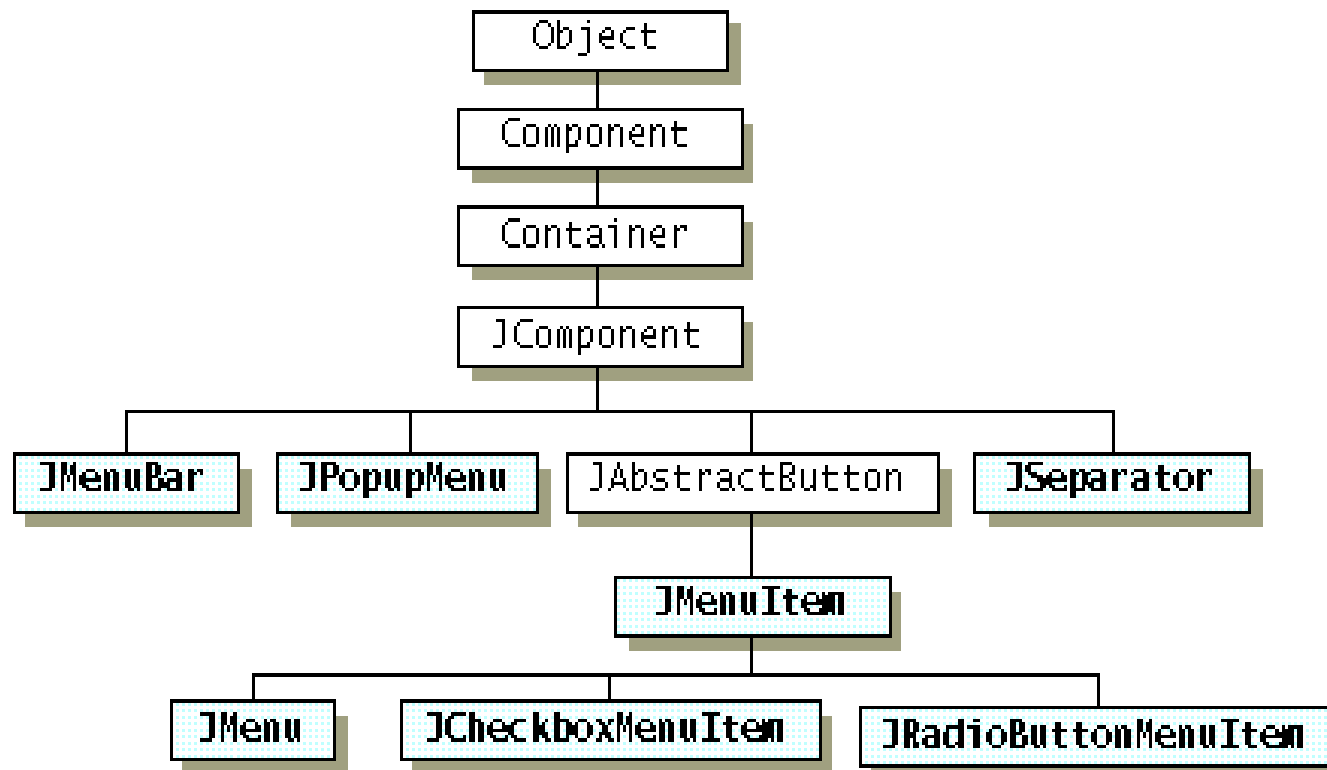 Object
Component
Container
JComponent
JMenuBar
JPopupMenu
JAbstractButton
JSeparator
JMenuItem
JMenu
JCheckboxMenuItem
JRadioButtonMenuItem